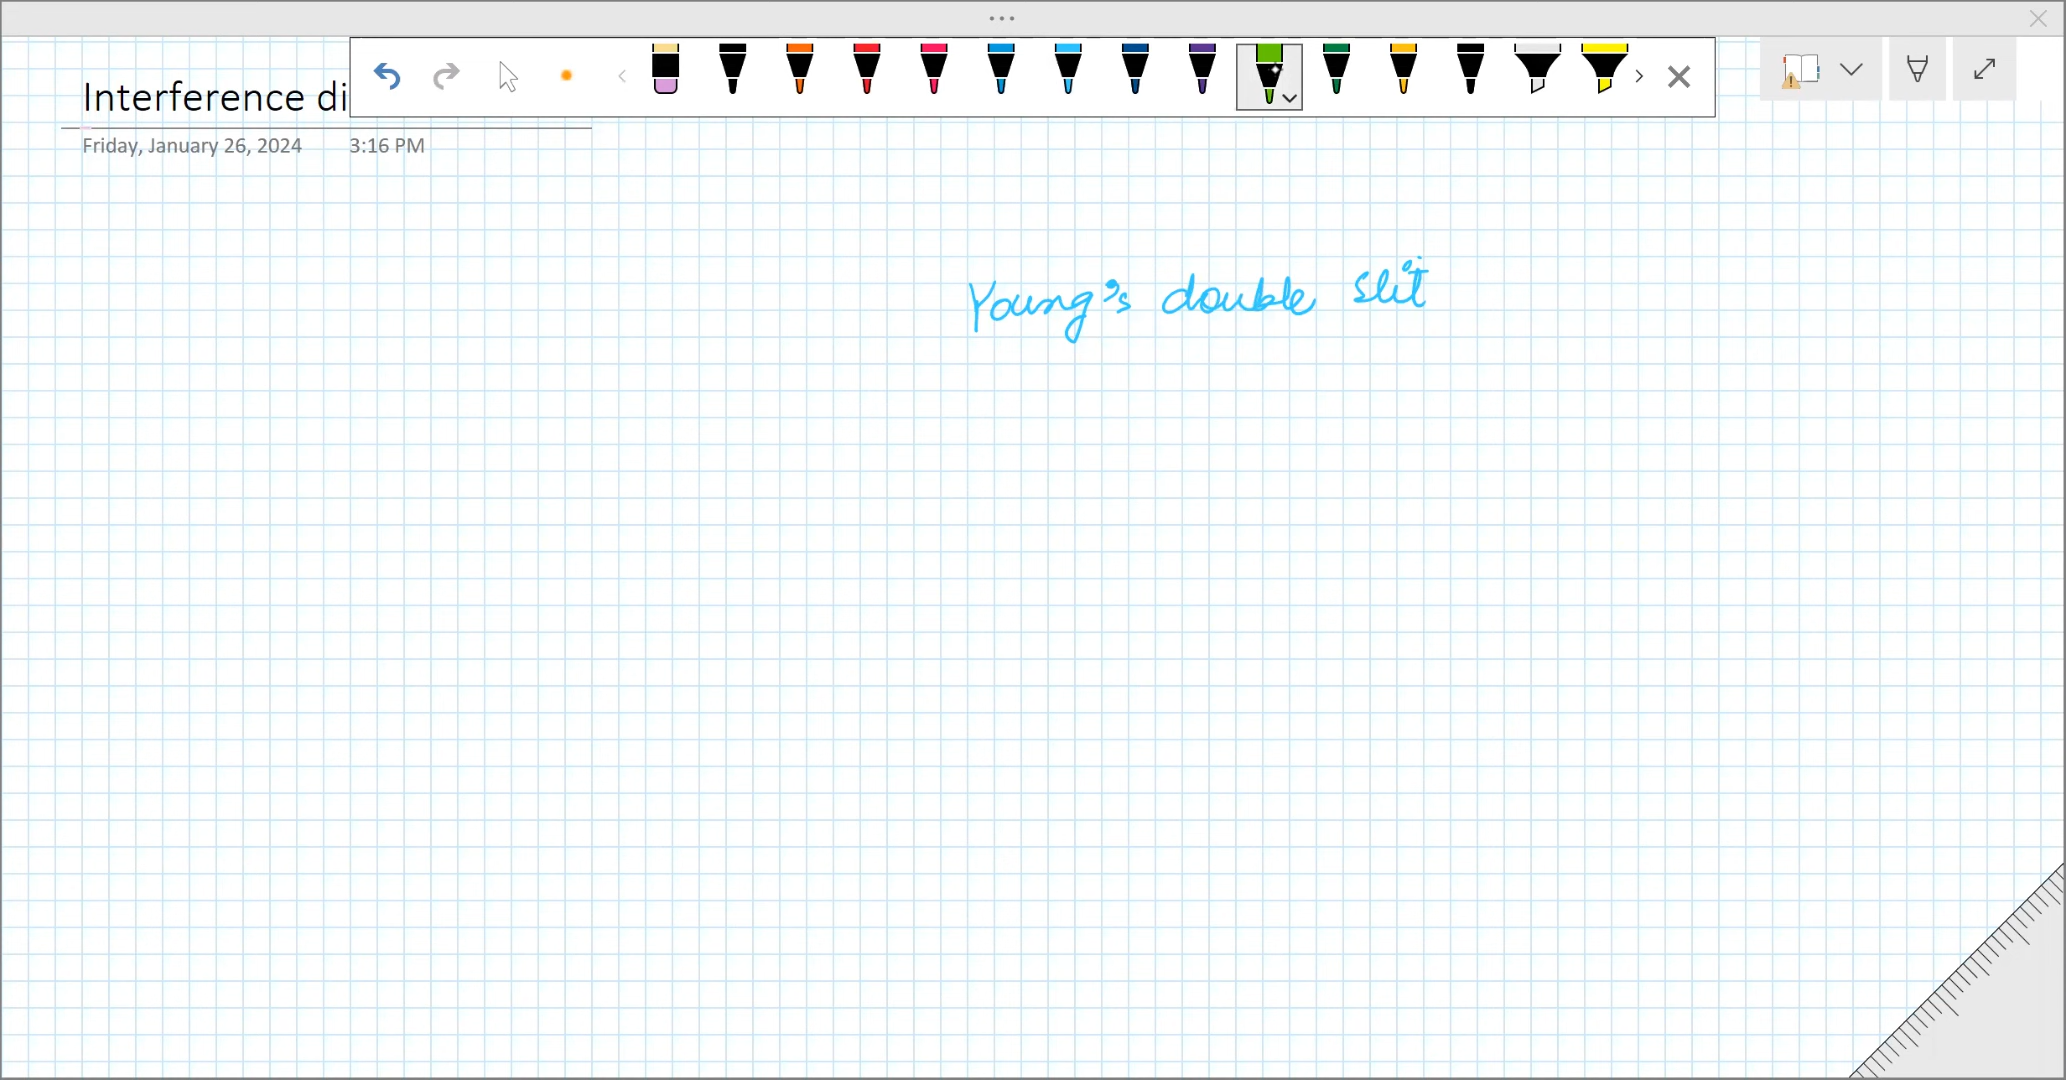 Interference di
Friday, January 26, 2024 3:16 PM
Young's double slit